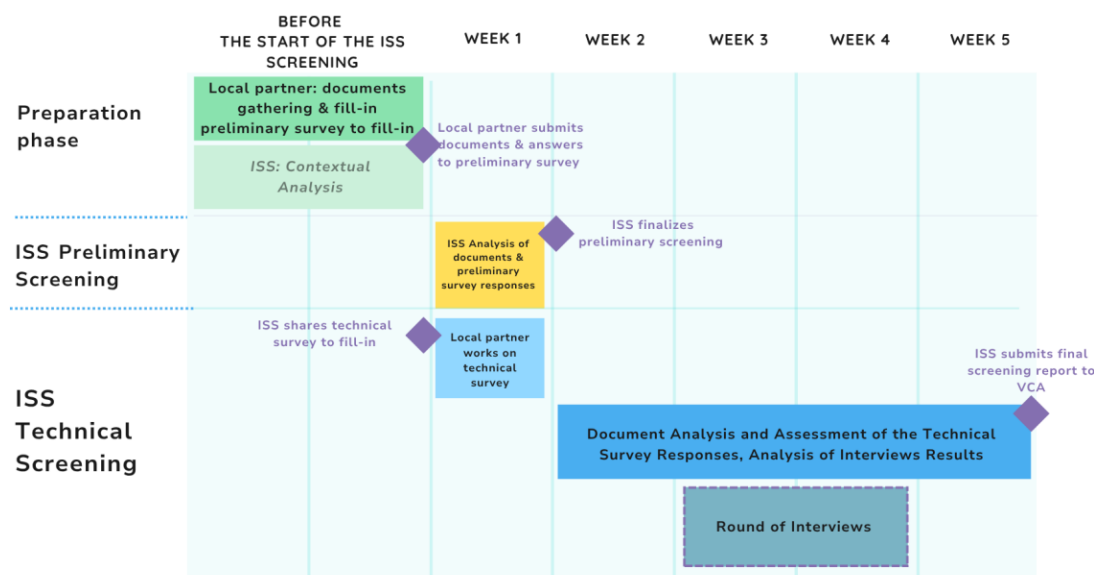 BEFORE
THE START OF THE ISS
SCREENING
WEEK 1
WEEK 2
WEEK 3
WEEK 4
WEEK 5
Preparation
phase
Local partner: documents
gathering & fill-in
preliminary survey to fill-in
Local partner submits
documents & answers
to preliminary survey
ISS: Contextual
Analysis
ISS Preliminary
Screening
ISS Analysis of
documents &
preliminary
survey responses
ISS finalizes
preliminary screening
ISS
Technical
Screening
ISS shares technical
survey to fill-in
Local partner
works on
technical
survey
ISS submits final
screening report to
VCA
Document Analysis and Assessment of the Technical
Survey Responses, Analysis of Interviews Results
Round of Interviews